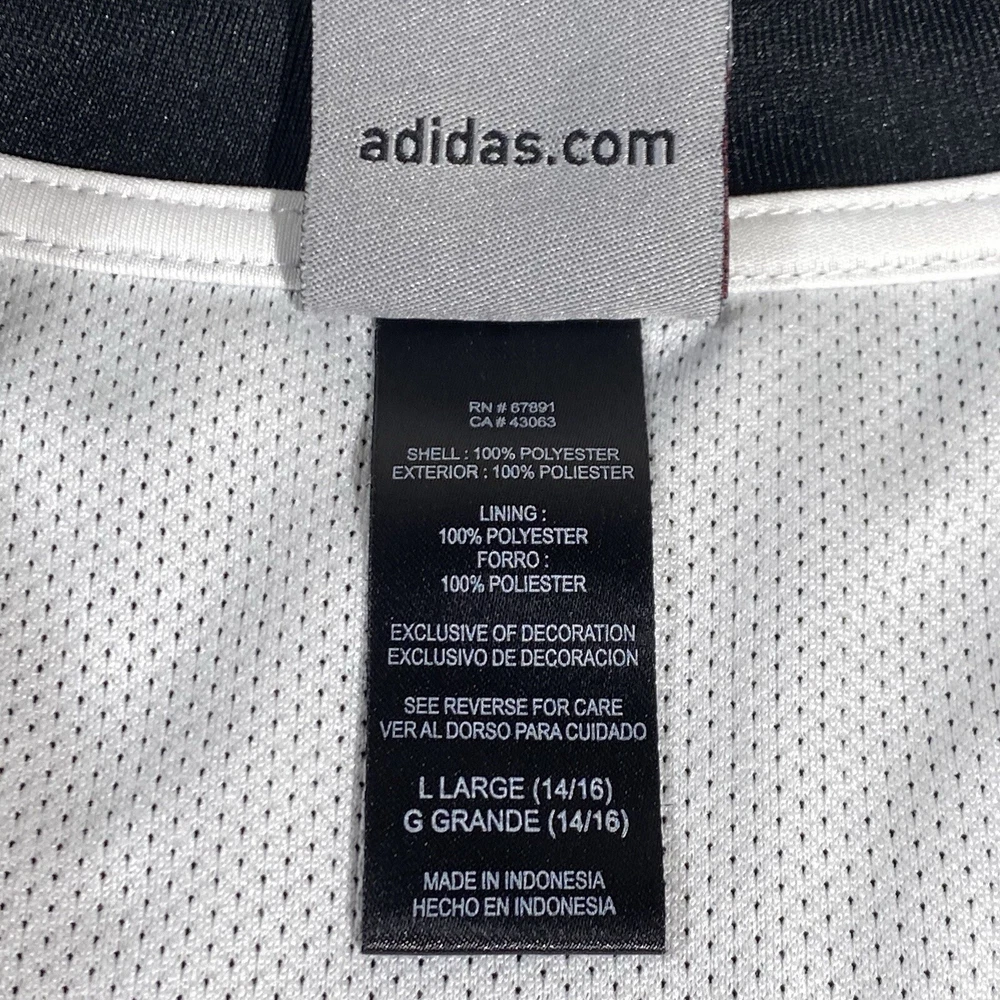 adidas.com
RN # 67891
CA # 43063
SHELL : 100% POLYESTER
EXTERIOR : 100% POLIESTER
LINING :
100% POLYESTER
FORRO :
100% POLIESTER
EXCLUSIVE OF DECORATION
EXCLUSIVO DE DECORACION
SEE REVERSE FOR CARE
VER AL DORSO PARA CUIDADO
L LARGE (14/16)
G GRANDE (14/16)
MADE IN INDONESIA
HECHO EN INDONESIA